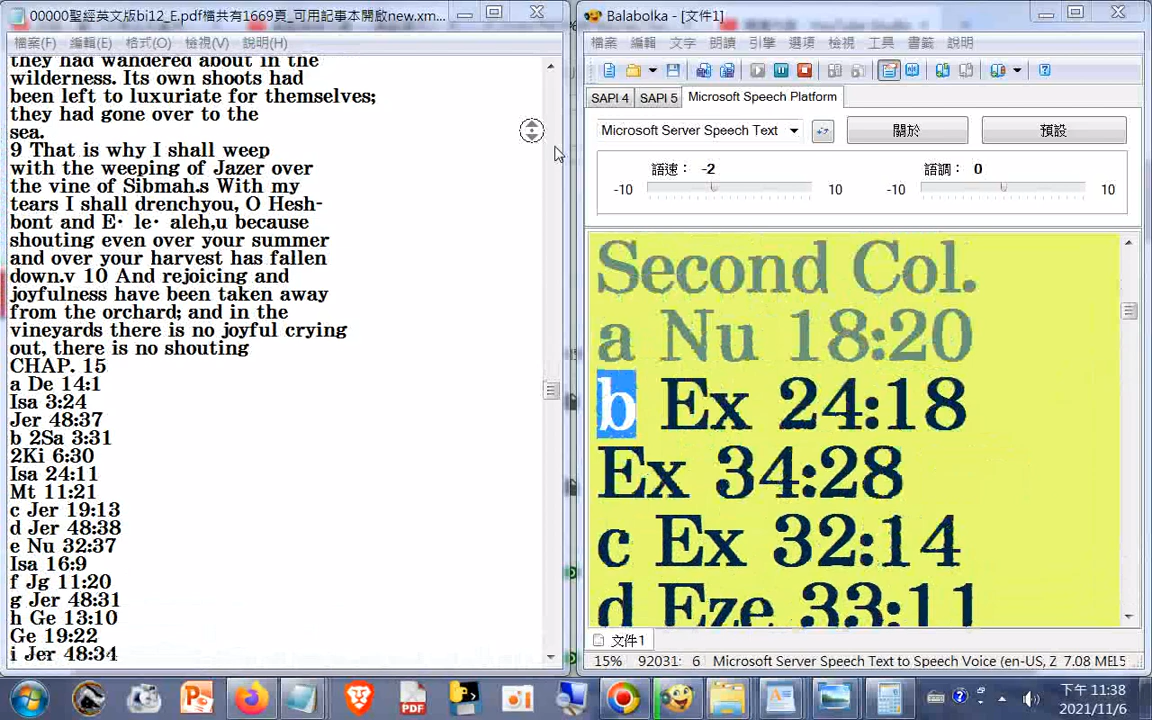 00000聖經英文版bi12_E.pdf檔共有1669頁_可用記事本開啟new.xm...
檔案(F) 編輯(E) 格式(O) 檢視(V) 說明(H)
they had wandered about in the
wilderness. Its own shoots had
been left to luxuriate for themselves;
they had gone over to the
sea.
9 That is why I shall weep
with the weeping of Jazer over
the vine of Sibmah.s With my
tears I shall drenchyou, O Hesh-
bont and E· le· aleh,u because
shouting even over your summer
and over your harvest has fallen
down.v 10 And rejoicing and
joyfulness have been taken away
from the orchard; and in the
vineyards there is no joyful crying
out, there is no shouting
CHAP. 15
a De 14:1
Isa 3:24
Jer 48:37
b 2Sa 3:31
2Ki 6:30
Isa 24:11
Mt 11:21
c Jer 19:13
d Jer 48:38
e Nu 32:37
Isa 16:9
f Jg 11:20
g Jer 48:31
h Ge 13:10
Ge 19:22
i Jer 48:34
Balabolka - [文件1]
檔案 編輯 文字 朗讀 引擎 選項 檢視 工具 書籤 說明
SAPI 4 SAPI 5 Microsoft Speech Platform
Microsoft Server Speech Text 關於 預設
語速: -2 語調: 0
-10 10 -10 10
Second Col.
a Nu 18:20
b Ex 24:18
Ex 34:28
c Ex 32:14
d Eze 33:11
文件1
15% 92031: 6 Microsoft Server Speech Text to Speech Voice (en-US, Z 7.08 ME15
下午 11:38
2021/11/6